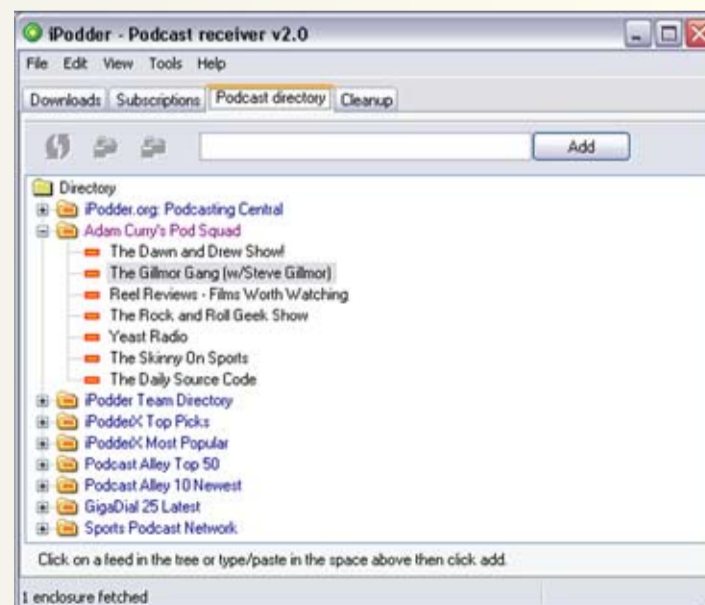 iPodder - Podcast receiver v2.0
File Edit View Tools Help
Downloads Subscriptions Podcast directory Cleanup
Add
Directory
iPodder.org: Podcasting Central
Adam Curry's Pod Squad
The Dawn and Drew Show!
The Gillmor Gang (w/Steve Gillmor)
Reel Reviews - Films Worth Watching
The Rock and Roll Geek Show
Yeast Radio
The Skinny On Sports
The Daily Source Code
iPodder Team Directory
iPodderX Top Picks
iPodderX Most Popular
Podcast Alley Top 50
Podcast Alley 10 Newest
GigaDial 25 Latest
Sports Podcast Network
Click on a feed in the tree or type/paste in the space above then click add.
1 enclosure fetched